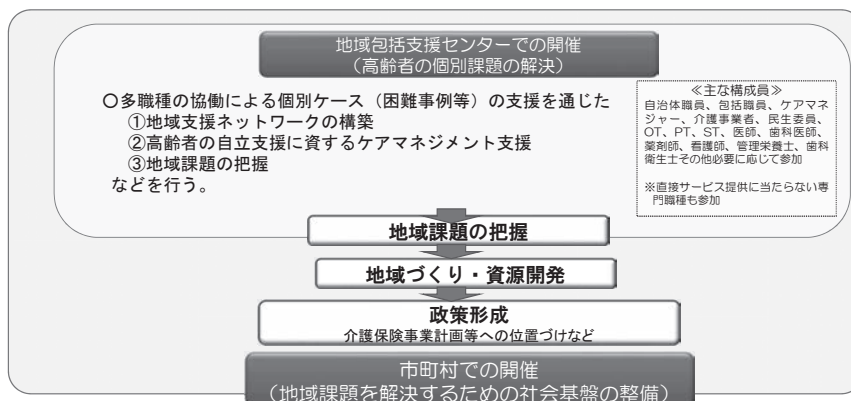 地域包括支援センターでの開催
（高齢者の個別課題の解決）
〇多職種の協働による個別ケース（困難事例等）の支援を通じた
①地域支援ネットワークの構築
②高齢者の自立支援に資するケアマネジメント支援
③地域課題の把握
などを行う。
≪主な構成員≫
自治体職員、包括職員、ケアマネ
ジャー、介護事業者、民生委員、
OT、PT、ST、医師、歯科医師、
薬剤師、看護師、管理栄養士、歯科
衛生士その他必要に応じて参加
※直接サービス提供に当たらない専
門職種も参加
地域課題の把握
地域づくり・資源開発
政策形成
介護保険事業計画等への位置づけなど
市町村での開催
（地域課題を解決するための社会基盤の整備）